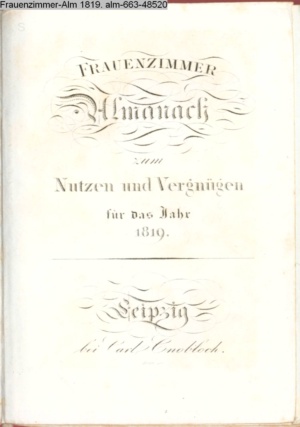 Frauenzimmer-Alm 1819. alm-663-48520
FRAUENZIMMER
Almanach
zum
Nutzen und Vergnügen
für das Jahr
1819.
Leipzig
bei Carl Cnobloch.